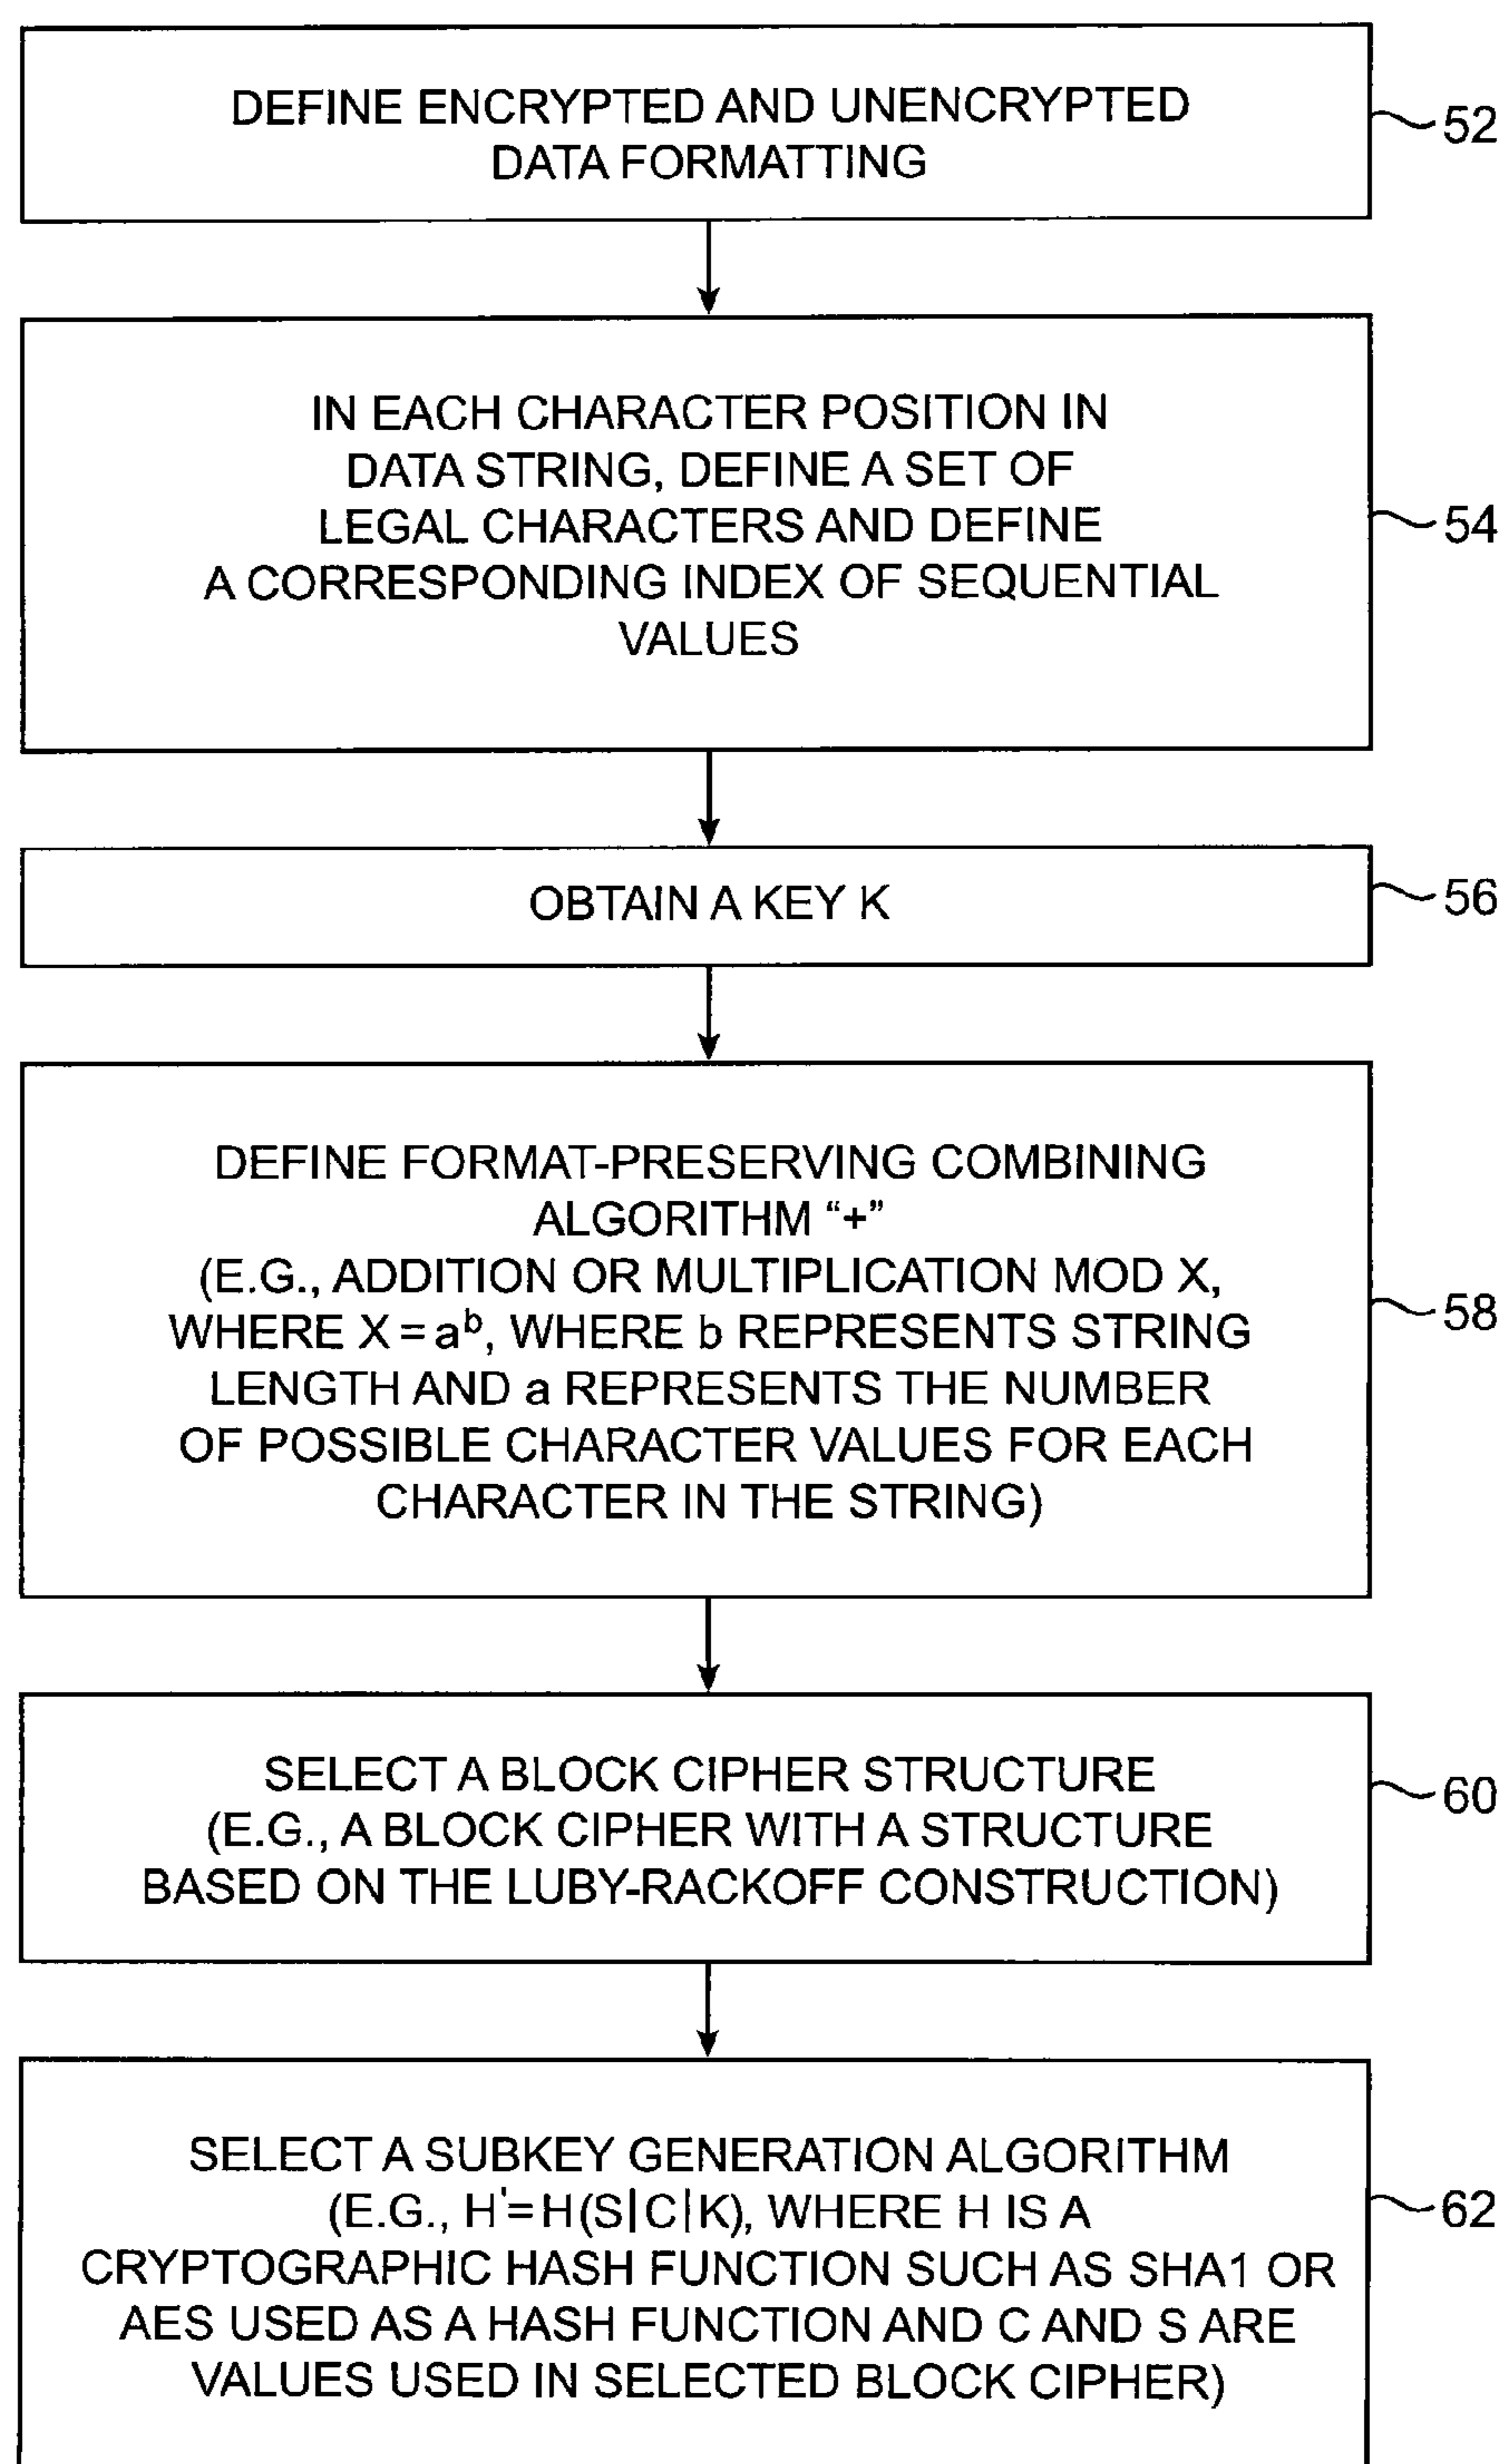 DEFINE ENCRYPTED AND UNENCRYPTED
DATA FORMATTING
52
IN EACH CHARACTER POSITION IN
DATA STRING, DEFINE A SET OF
LEGAL CHARACTERS AND DEFINE
A CORRESPONDING INDEX OF SEQUENTIAL
VALUES
54
OBTAIN A KEY K
56
DEFINE FORMAT-PRESERVING COMBINING
ALGORITHM “+”
(E.G., ADDITION OR MULTIPLICATION MOD X,
WHERE X = aᵇ, WHERE b REPRESENTS STRING
LENGTH AND a REPRESENTS THE NUMBER
OF POSSIBLE CHARACTER VALUES FOR EACH
CHARACTER IN THE STRING)
58
SELECT A BLOCK CIPHER STRUCTURE
(E.G., A BLOCK CIPHER WITH A STRUCTURE
BASED ON THE LUBY-RACKOFF CONSTRUCTION)
60
SELECT A SUBKEY GENERATION ALGORITHM
(E.G., H'=H(S|C|K), WHERE H IS A
CRYPTOGRAPHIC HASH FUNCTION SUCH AS SHA1 OR
AES USED AS A HASH FUNCTION AND C AND S ARE
VALUES USED IN SELECTED BLOCK CIPHER)
62